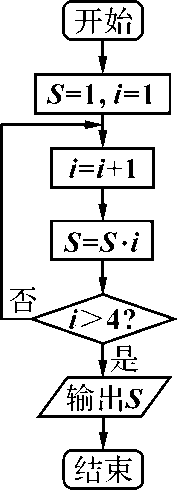 开始
S=1, i=1
i=i+1
S=S·i
否
i＞4?
是
输出S
结束